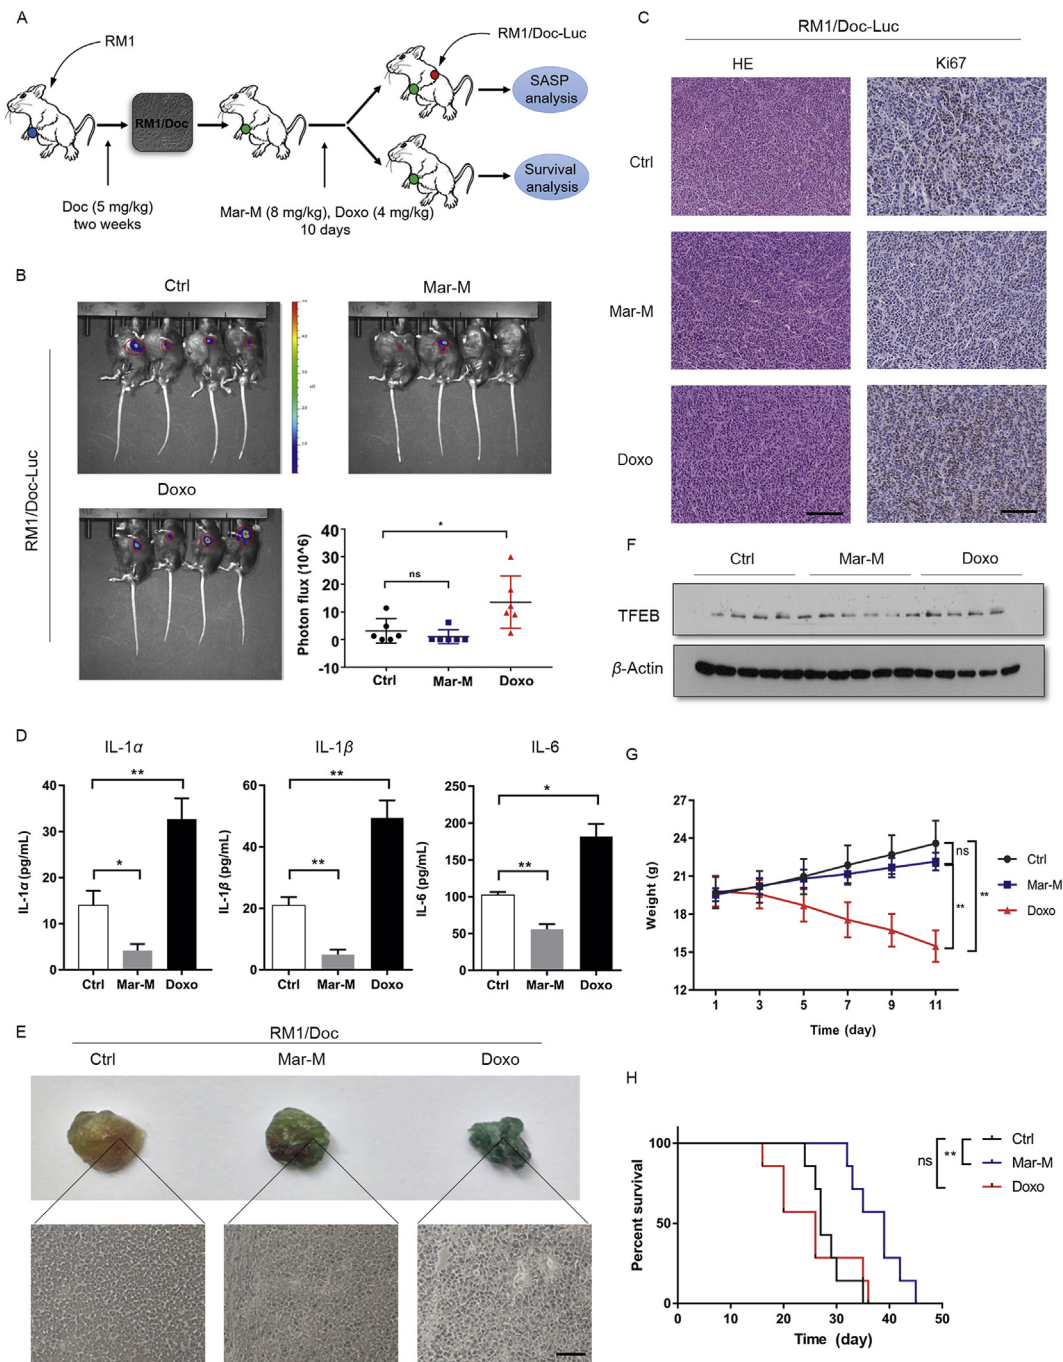 A
RM1
RM1/Doc-Luc
RM1/Doc
SASP
analysis
Survival
analysis
Doc (5 mg/kg)
two weeks
Mar-M (8 mg/kg), Doxo (4 mg/kg)
10 days
B
Ctrl
Mar-M
RM1/Doc-Luc
Doxo
Photon flux (10^6)
40
30
20
10
0
-10
*
ns
Ctrl
Mar-M
Doxo
C
RM1/Doc-Luc
HE
Ki67
Ctrl
Mar-M
Doxo
F
Ctrl
Mar-M
Doxo
TFEB
β-Actin
D
IL-1α
IL-1α (pg/mL)
40
30
20
10
0
**
*
Ctrl
Mar-M
Doxo
IL-1β
IL-1β (pg/mL)
60
40
20
0
**
**
Ctrl
Mar-M
Doxo
IL-6
IL-6 (pg/mL)
250
200
150
100
50
0
*
**
Ctrl
Mar-M
Doxo
G
Weight (g)
27
24
21
18
15
12
1 3 5 7 9 11
Time (day)
ns
**
**
Ctrl
Mar-M
Doxo
E
RM1/Doc
Ctrl
Mar-M
Doxo
H
Percent survival
100
50
0
0 10 20 30 40 50
Time (day)
ns
**
Ctrl
Mar-M
Doxo